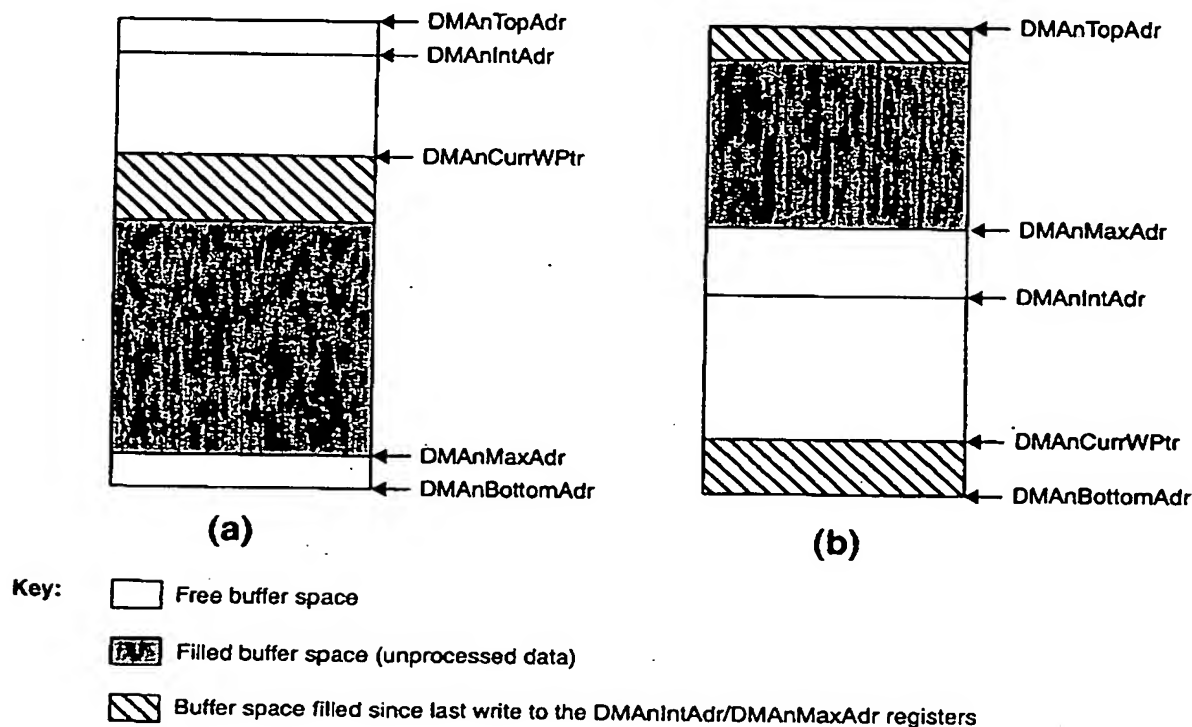 DMAnTopAdr
DMAnIntAdr
DMAnCurrWPtr
DMAnMaxAdr
DMAnBottomAdr
(a)
DMAnTopAdr
DMAnMaxAdr
DMAnIntAdr
DMAnCurrWPtr
DMAnBottomAdr
(b)
Key:
Free buffer space
Filled buffer space (unprocessed data)
Buffer space filled since last write to the DMAnIntAdr/DMAnMaxAdr registers